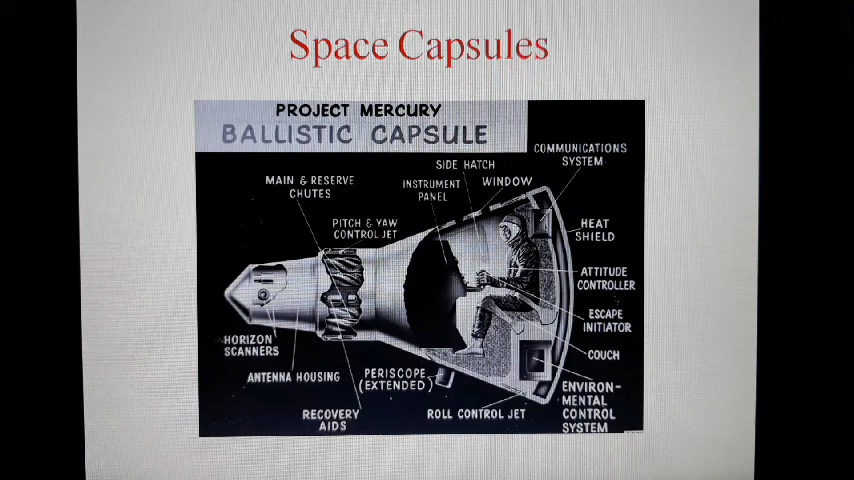 Space Capsules
PROJECT MERCURY
BALLISTIC CAPSULE
COMMUNICATIONS
SYSTEM
SIDE HATCH
MAIN & RESERVE
CHUTES
INSTRUMENT
PANEL
WINDOW
PITCH & YAW
CONTROL JET
HEAT
SHIELD
ATTITUDE
CONTROLLER
ESCAPE
INITIATOR
HORIZON
SCANNERS
COUCH
ANTENNA HOUSING
PERISCOPE
(EXTENDED)
RECOVERY
AIDS
ROLL CONTROL JET
ENVIRON-
MENTAL
CONTROL
SYSTEM